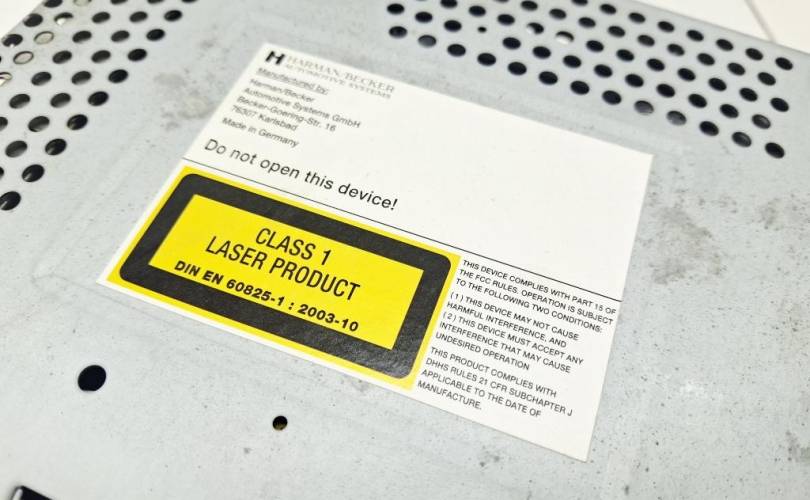 HARMAN/BECKER
AUTOMOTIVE SYSTEMS
Manufactured by:
Harman/Becker
Automotive Systems GmbH
Becker-Goering-Str. 16
76307 Karlsbad
Made in Germany
Do not open this device!
CLASS 1
LASER PRODUCT
DIN EN 60825-1 : 2003-10
THIS DEVICE COMPLIES WITH PART 15 OF
THE FCC RULES. OPERATION IS SUBJECT
TO THE FOLLOWING TWO CONDITIONS:
( 1 ) THIS DEVICE MAY NOT CAUSE
HARMFUL INTERFERENCE, AND
( 2 ) THIS DEVICE MUST ACCEPT ANY
INTERFERENCE THAT MAY CAUSE
UNDESIRED OPERATION
THIS PRODUCT COMPLIES WITH
DHHS RULES 21 CFR SUBCHAPTER J
APPLICABLE TO THE DATE OF
MANUFACTURE.